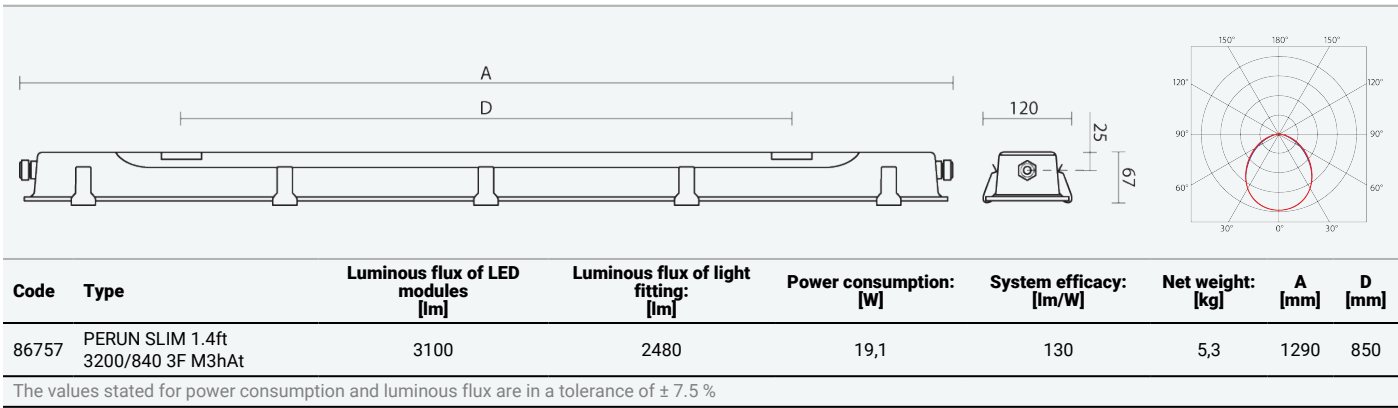 A
D
120
25
67
150° 180° 150°
120° 120°
90° 90°
60° 60°
30° 0° 30°
Code Type Luminous flux of LED modules [lm] Luminous flux of light fitting: [lm] Power consumption: [W] System efficacy: [lm/W] Net weight: [kg] A [mm] D [mm]
86757 PERUN SLIM 1.4ft 3200/840 3F M3hAt 3100 2480 19,1 130 5,3 1290 850
The values stated for power consumption and luminous flux are in a tolerance of ± 7.5 %